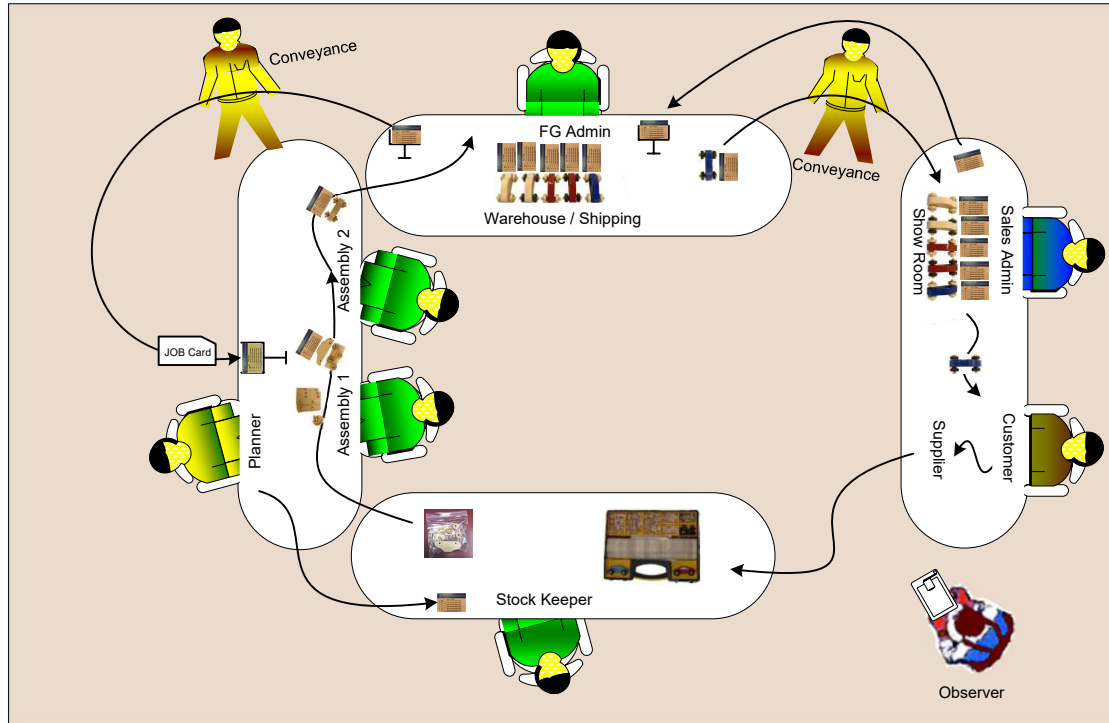 Conveyance
FG Admin
Warehouse / Shipping
Conveyance
Assembly 2
Assembly 1
JOB Card
Planner
Show Room
Sales Admin
Supplier
Customer
Stock Keeper
Observer